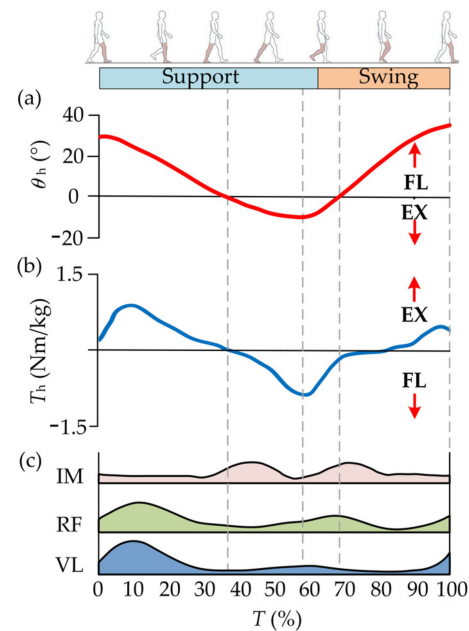 Support Swing
(a)
40
20
0
−20
θh (°)
FL
EX
(b)
1.5
−1.5
Th (Nm/kg)
EX
FL
(c)
IM
RF
VL
0 10 20 30 40 50 60 70 80 90 100
T (%)